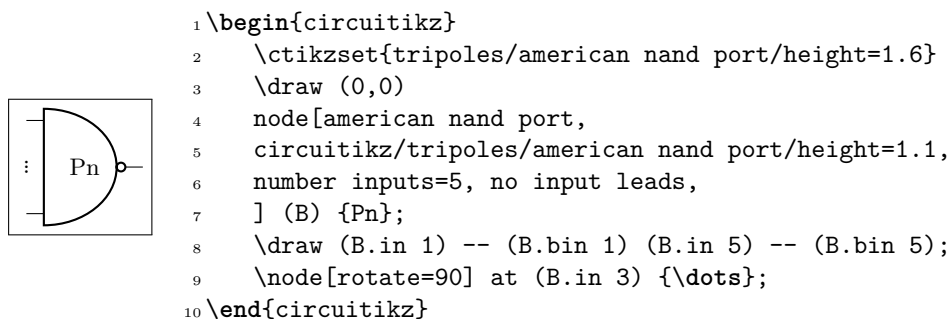 1 \begin{circuitikz}
2 \ctikzset{tripoles/american nand port/height=1.6}
3 \draw (0,0)
4 node[american nand port,
5 circuitikz/tripoles/american nand port/height=1.1,
6 number inputs=5, no input leads,
7 ] (B) {Pn};
8 \draw (B.in 1) -- (B.bin 1) (B.in 5) -- (B.bin 5);
9 \node[rotate=90] at (B.in 3) {\dots};
10 \end{circuitikz}
Pn